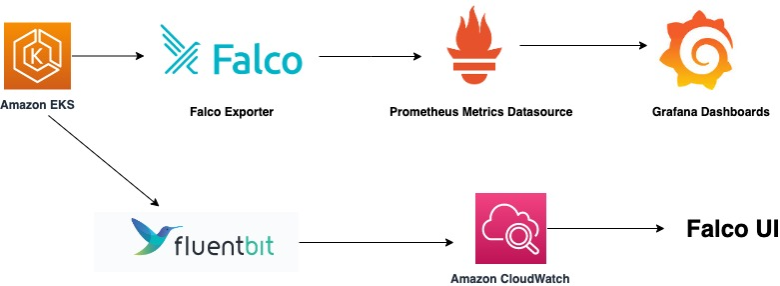 K
Falco
Amazon EKS
Falco Exporter
Prometheus Metrics Datasource
Grafana Dashboards
fluentbit
Falco UI
Amazon CloudWatch